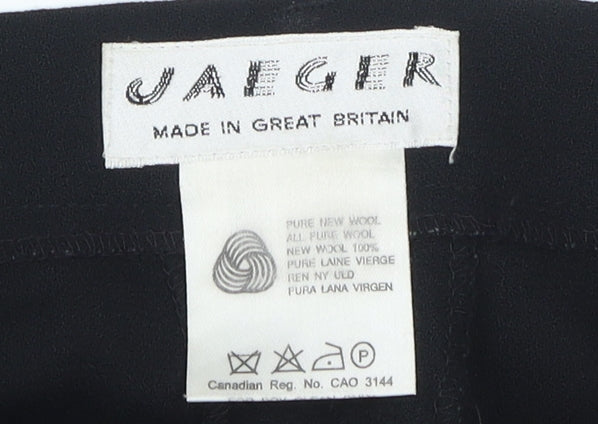 JAEGER
MADE IN GREAT BRITAIN
PURE NEW WOOL
ALL PURE WOOL
NEW WOOL 100%
PURE LAINE VIERGE
REN NY ULD
PURA LANA VIRGEN
P
Canadian Reg. No. CAO 3144